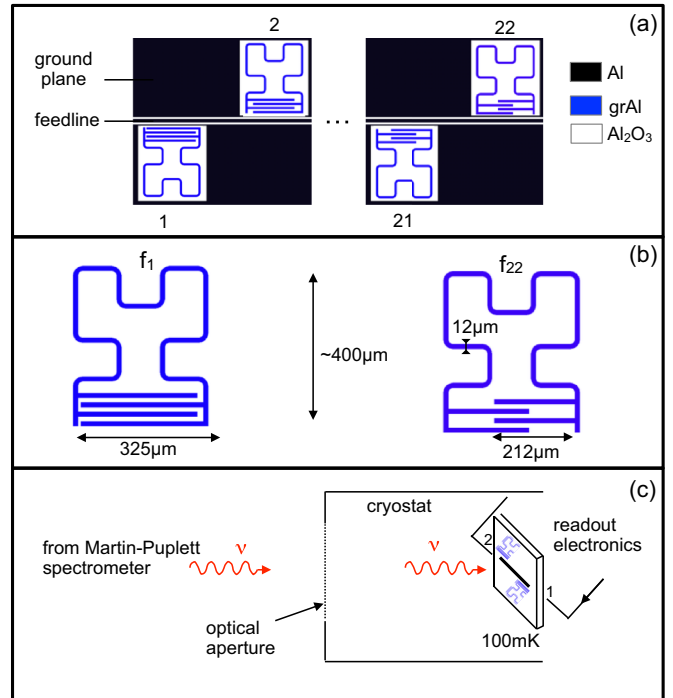 (a)
2
22
ground
plane
feedline
...
Al
grAl
Al₂O₃
1
21
(b)
f₁
f₂₂
12μm
~400μm
325μm
212μm
(c)
cryostat
from Martin-Puplett
spectrometer
ν
ν
readout
electronics
2
1
optical
aperture
100mK